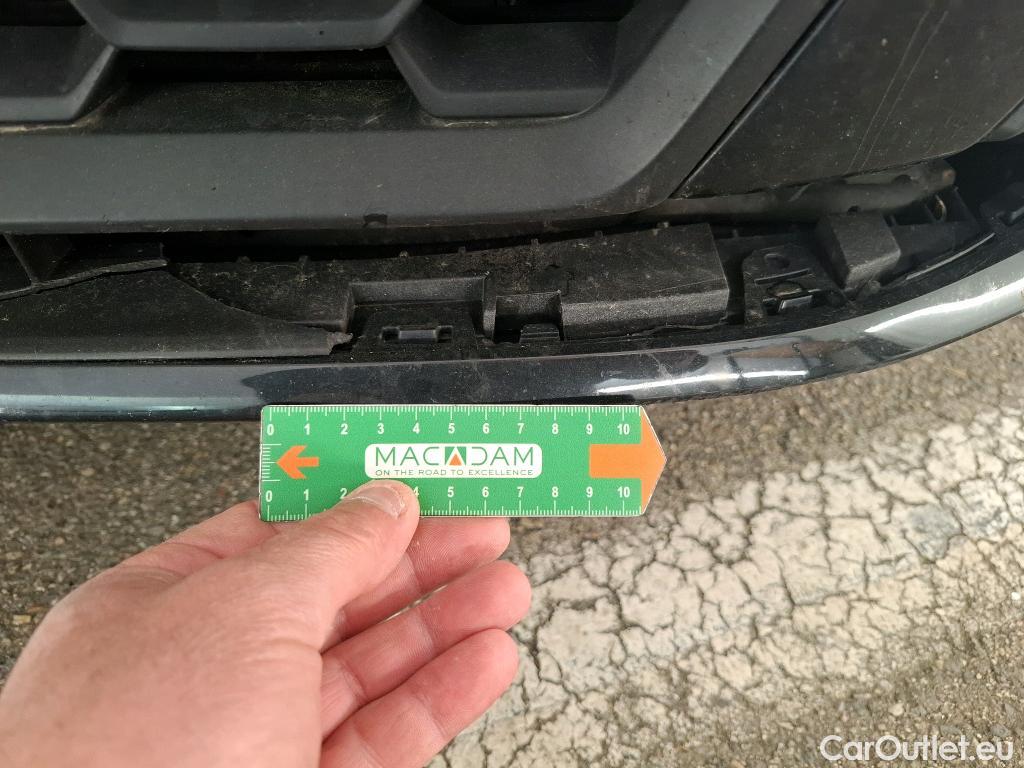 0 1 2 3 4 5 6 7 8 9 10
MACADAM
ON THE ROAD TO EXCELLENCE
0 1 2 4 5 6 7 8 9 10
CarOutlet.eu